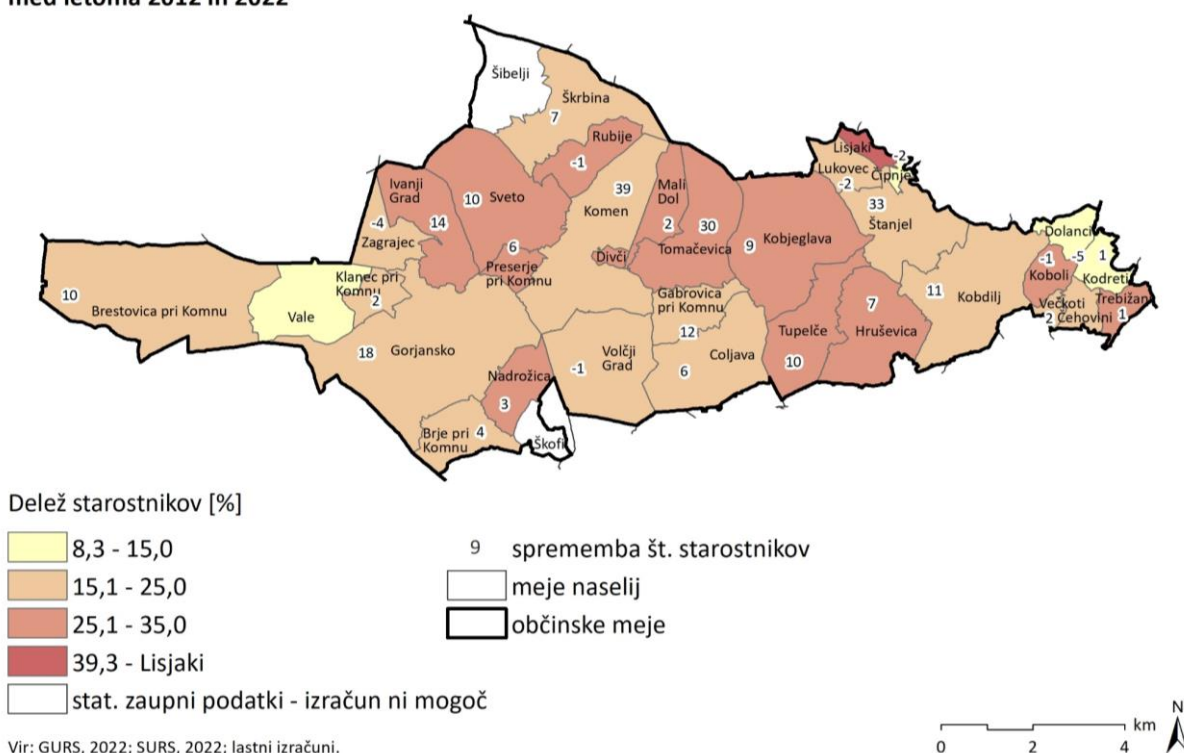 med letoma 2012 in 2022
Šibelji
Škrbina
7
Rubije
-1
Lisjaki
-2
Lukovec
Čipnje
-2
Ivanji
Grad
14
10
Sveto
39
Komen
Mali
Dol
2
30
33
Štanjel
-4
Zagrajec
6
Preserje
pri Komnu
Divči
Tomačevica
9
Kobjeglava
Dolanci
-1
-5
1
Koboli
Kodreti
10
Brestovica pri Komnu
Vale
Klanec pri
Komnu
2
Gabrovica
pri Komnu
12
7
Hruševica
11
Kobdilj
Večkoti
Trebižan
2
Čehovini
1
18
Gorjansko
-1
Volčji
Grad
6
Coljava
Tupelče
10
Nadrožica
3
Brje pri
Komnu
4
Škofi
Delež starostnikov [%]
8,3 - 15,0
15,1 - 25,0
25,1 - 35,0
39,3 - Lisjaki
stat. zaupni podatki - izračun ni mogoč
9 sprememba št. starostnikov
meje naselij
občinske meje
Vir: GURS, 2022; SURS, 2022; lastni izračuni.
N
km
0 2 4